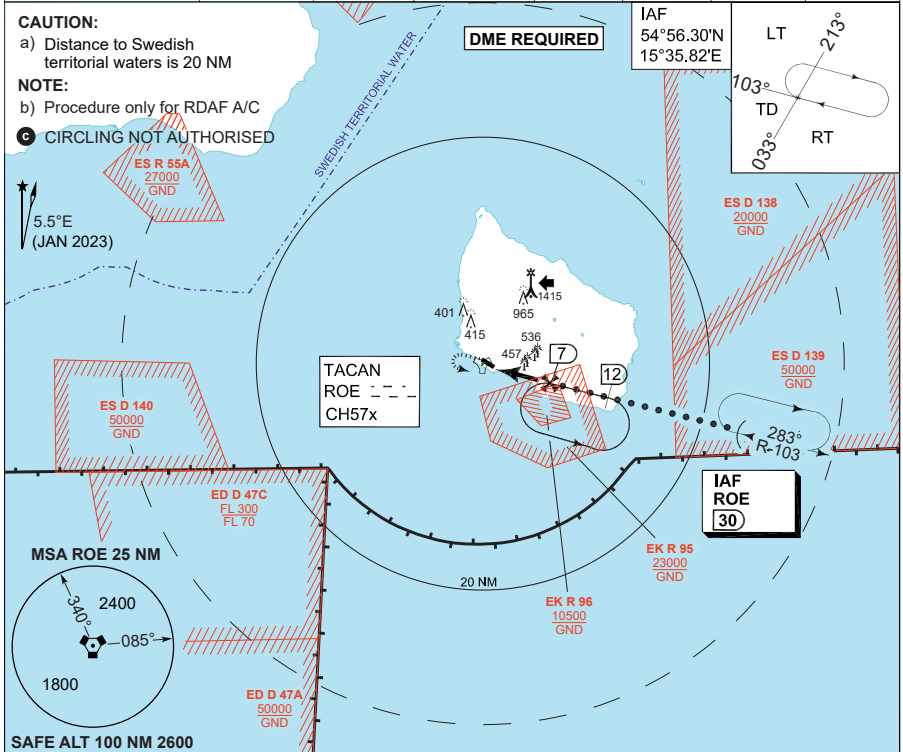 CAUTION:
a) Distance to Swedish
territorial waters is 20 NM
NOTE:
b) Procedure only for RDAF A/C
c CIRCLING NOT AUTHORISED
DME REQUIRED
IAF
54°56.30'N
15°35.82'E
LT
213°
103°
TD
RT
033°
SWEDISH TERRITORIAL WATER
ES R 55A
27000
GND
5.5°E
(JAN 2023)
ES D 138
20000
GND
1415
965
401
415
536
457
7
12
TACAN
ROE
CH57x
ES D 139
50000
GND
ES D 140
50000
GND
283°
R-103
IAF
ROE
30
ED D 47C
FL 300
FL 70
EK R 95
23000
GND
20 NM
EK R 96
10500
GND
MSA ROE 25 NM
340°
2400
085°
1800
ED D 47A
50000
GND
SAFE ALT 100 NM 2600